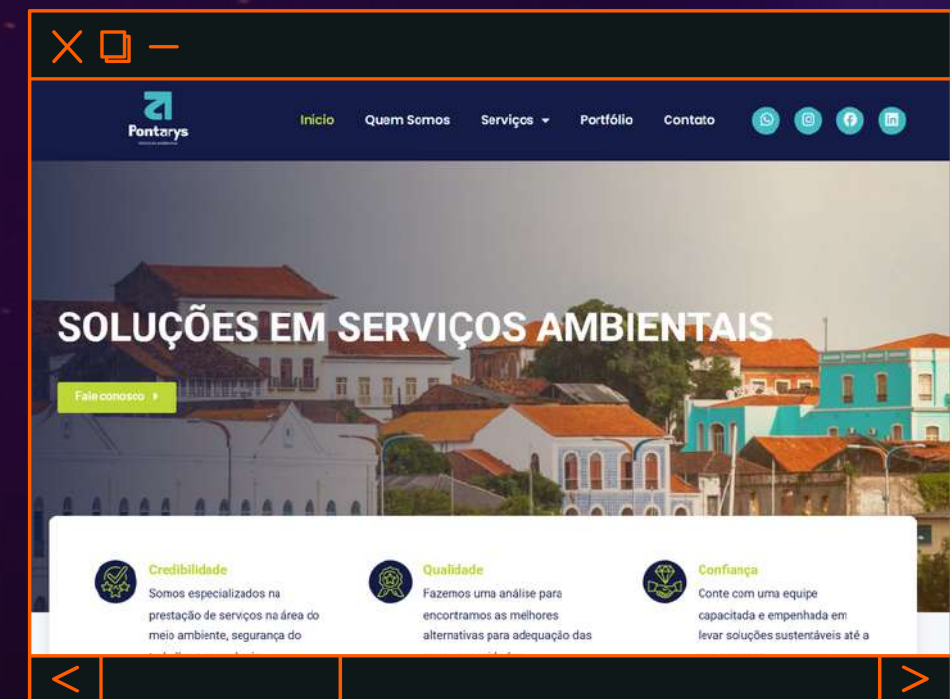 Pontarys
Início Quem Somos Serviços Portfólio Contato
SOLUÇÕES EM SERVIÇOS AMBIENTAIS
Fale conosco
Credibilidade
Somos especializados na
prestação de serviços na área do
meio ambiente, segurança do
Qualidade
Fazemos uma análise para
encontramos as melhores
alternativas para adequação das
Confiança
Conte com uma equipe
capacitada e empenhada em
levar soluções sustentáveis até a